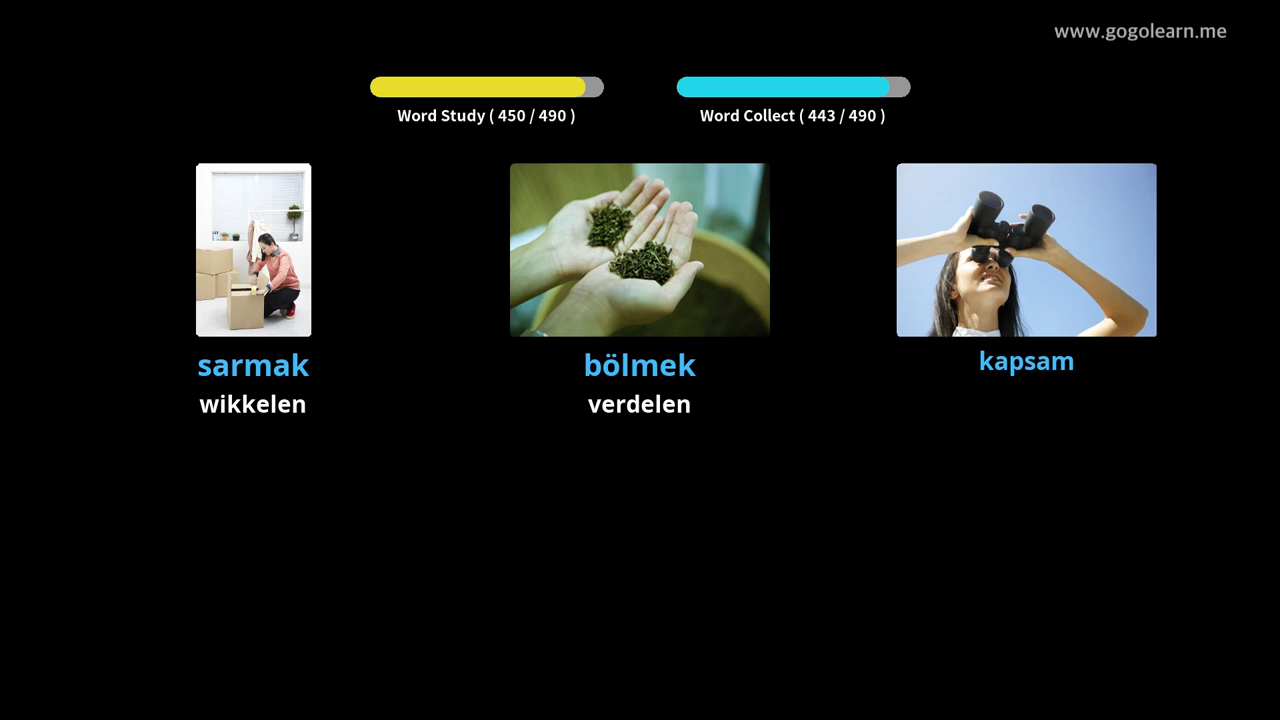 www.gogolearn.me
Word Study ( 450 / 490 )
Word Collect ( 443 / 490 )
sarmak
wikkelen
bölmek
verdelen
kapsam